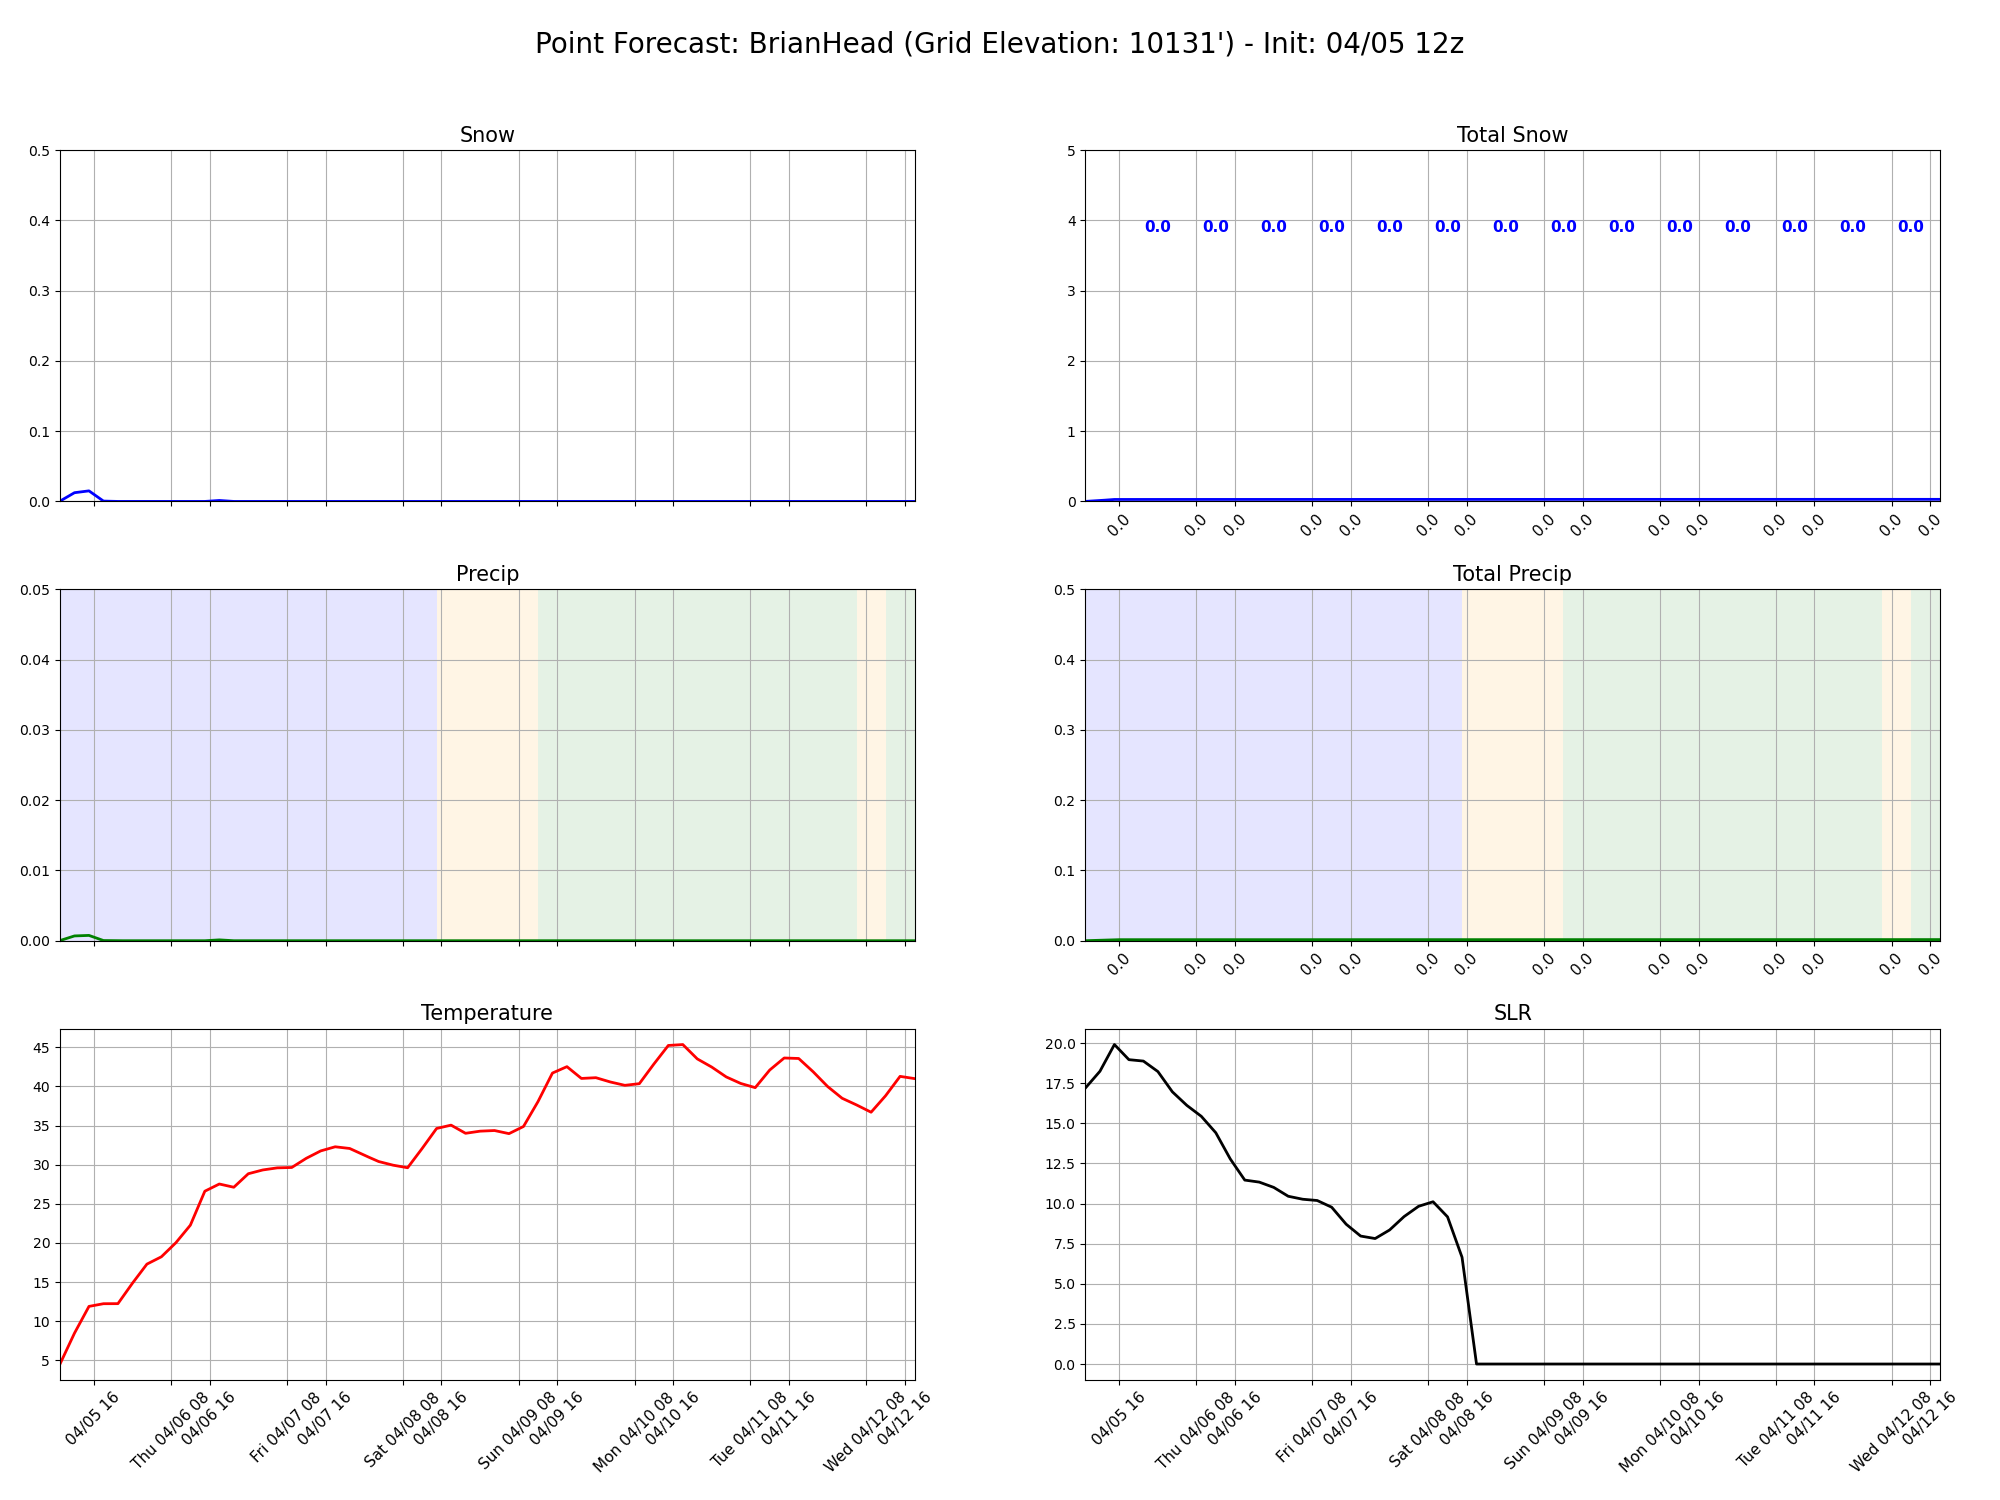 Point Forecast: BrianHead (Grid Elevation: 10131') - Init: 04/05 12z
Snow
0.5
0.4
0.3
0.2
0.1
0.0
Total Snow
5
4
3
2
1
0
0.0 0.0 0.0 0.0 0.0 0.0 0.0 0.0 0.0 0.0 0.0 0.0 0.0 0.0
0.0 0.0 0.0 0.0 0.0 0.0 0.0 0.0 0.0 0.0 0.0 0.0 0.0 0.0 0.0
Precip
0.05
0.04
0.03
0.02
0.01
0.00
Total Precip
0.5
0.4
0.3
0.2
0.1
0.0
0.0 0.0 0.0 0.0 0.0 0.0 0.0 0.0 0.0 0.0 0.0 0.0 0.0 0.0 0.0
Temperature
45
40
35
30
25
20
15
10
5
04/05 16
Thu 04/06 08
04/06 16
Fri 04/07 08
04/07 16
Sat 04/08 08
04/08 16
Sun 04/09 08
04/09 16
Mon 04/10 08
04/10 16
Tue 04/11 08
04/11 16
Wed 04/12 08
04/12 16
SLR
20.0
17.5
15.0
12.5
10.0
7.5
5.0
2.5
0.0
04/05 16
Thu 04/06 08
04/06 16
Fri 04/07 08
04/07 16
Sat 04/08 08
04/08 16
Sun 04/09 08
04/09 16
Mon 04/10 08
04/10 16
Tue 04/11 08
04/11 16
Wed 04/12 08
04/12 16